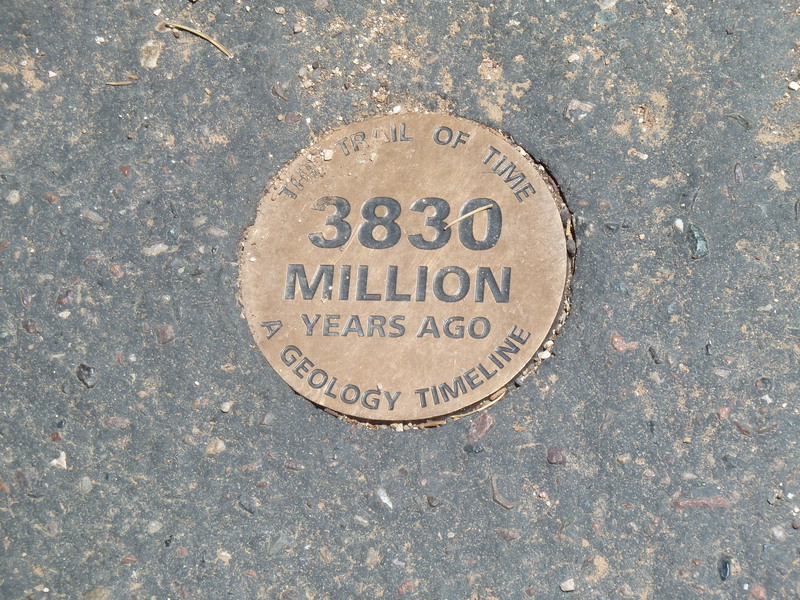 THE TRAIL OF TIME
3830
MILLION
YEARS AGO
A GEOLOGY TIMELINE